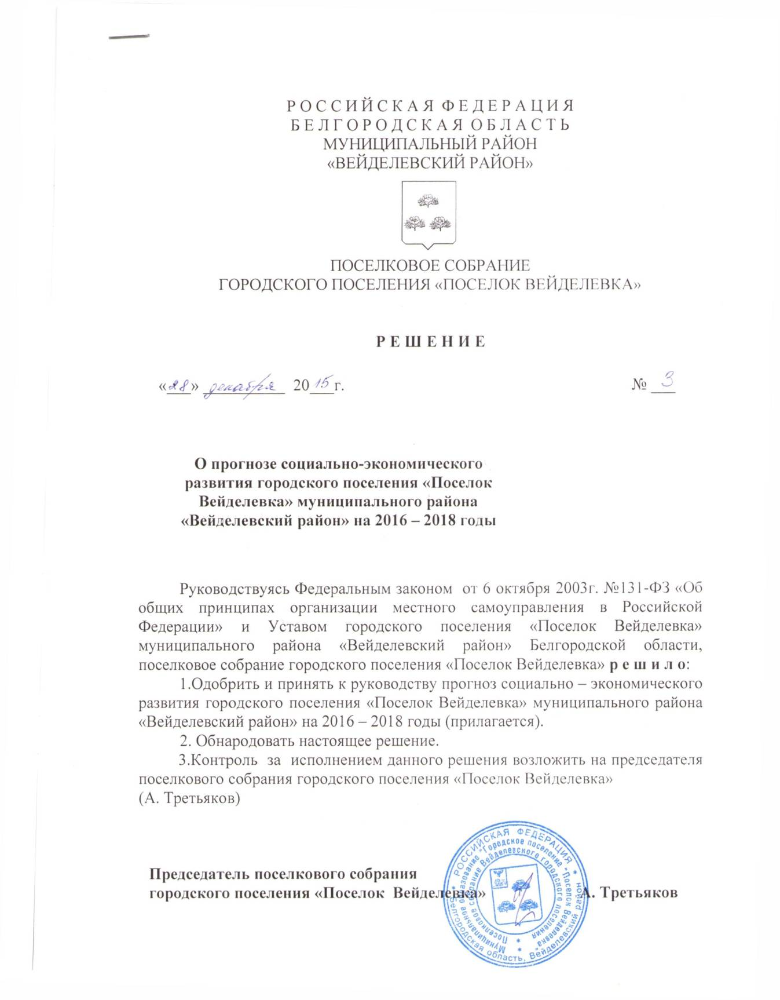 Р О С С И Й С К А Я Ф Е Д Е Р А Ц И Я
Б Е Л Г О Р О Д С К А Я О Б Л А С Т Ь
МУНИЦИПАЛЬНЫЙ РАЙОН
«ВЕЙДЕЛЕВСКИЙ РАЙОН»
ПОСЕЛКОВОЕ СОБРАНИЕ
ГОРОДСКОГО ПОСЕЛЕНИЯ «ПОСЕЛОК ВЕЙДЕЛЕВКА»
Р Е Ш Е Н И Е
«28» декабря 2015 г. № 3
О прогнозе социально-экономического
развития городского поселения «Поселок
Вейделевка» муниципального района
«Вейделевский район» на 2016 – 2018 годы
Руководствуясь Федеральным законом от 6 октября 2003г. №131-ФЗ «Об
общих принципах организации местного самоуправления в Российской
Федерации» и Уставом городского поселения «Поселок Вейделевка»
муниципального района «Вейделевский район» Белгородской области,
поселковое собрание городского поселения «Поселок Вейделевка» р е ш и л о:
1.Одобрить и принять к руководству прогноз социально – экономического
развития городского поселения «Поселок Вейделевка» муниципального района
«Вейделевский район» на 2016 – 2018 годы (прилагается).
2. Обнародовать настоящее решение.
3.Контроль за исполнением данного решения возложить на председателя
поселкового собрания городского поселения «Поселок Вейделевка»
(А. Третьяков)
Председатель поселкового собрания
городского поселения «Поселок Вейделевка» А. Третьяков
* РОССИЙСКАЯ ФЕДЕРАЦИЯ *
Белгородская область, Вейделевский район
* Муниципальное образование "Городское поселение "Поселок Вейделевка"
* Поселковое собрание Вейделевского городского поселения